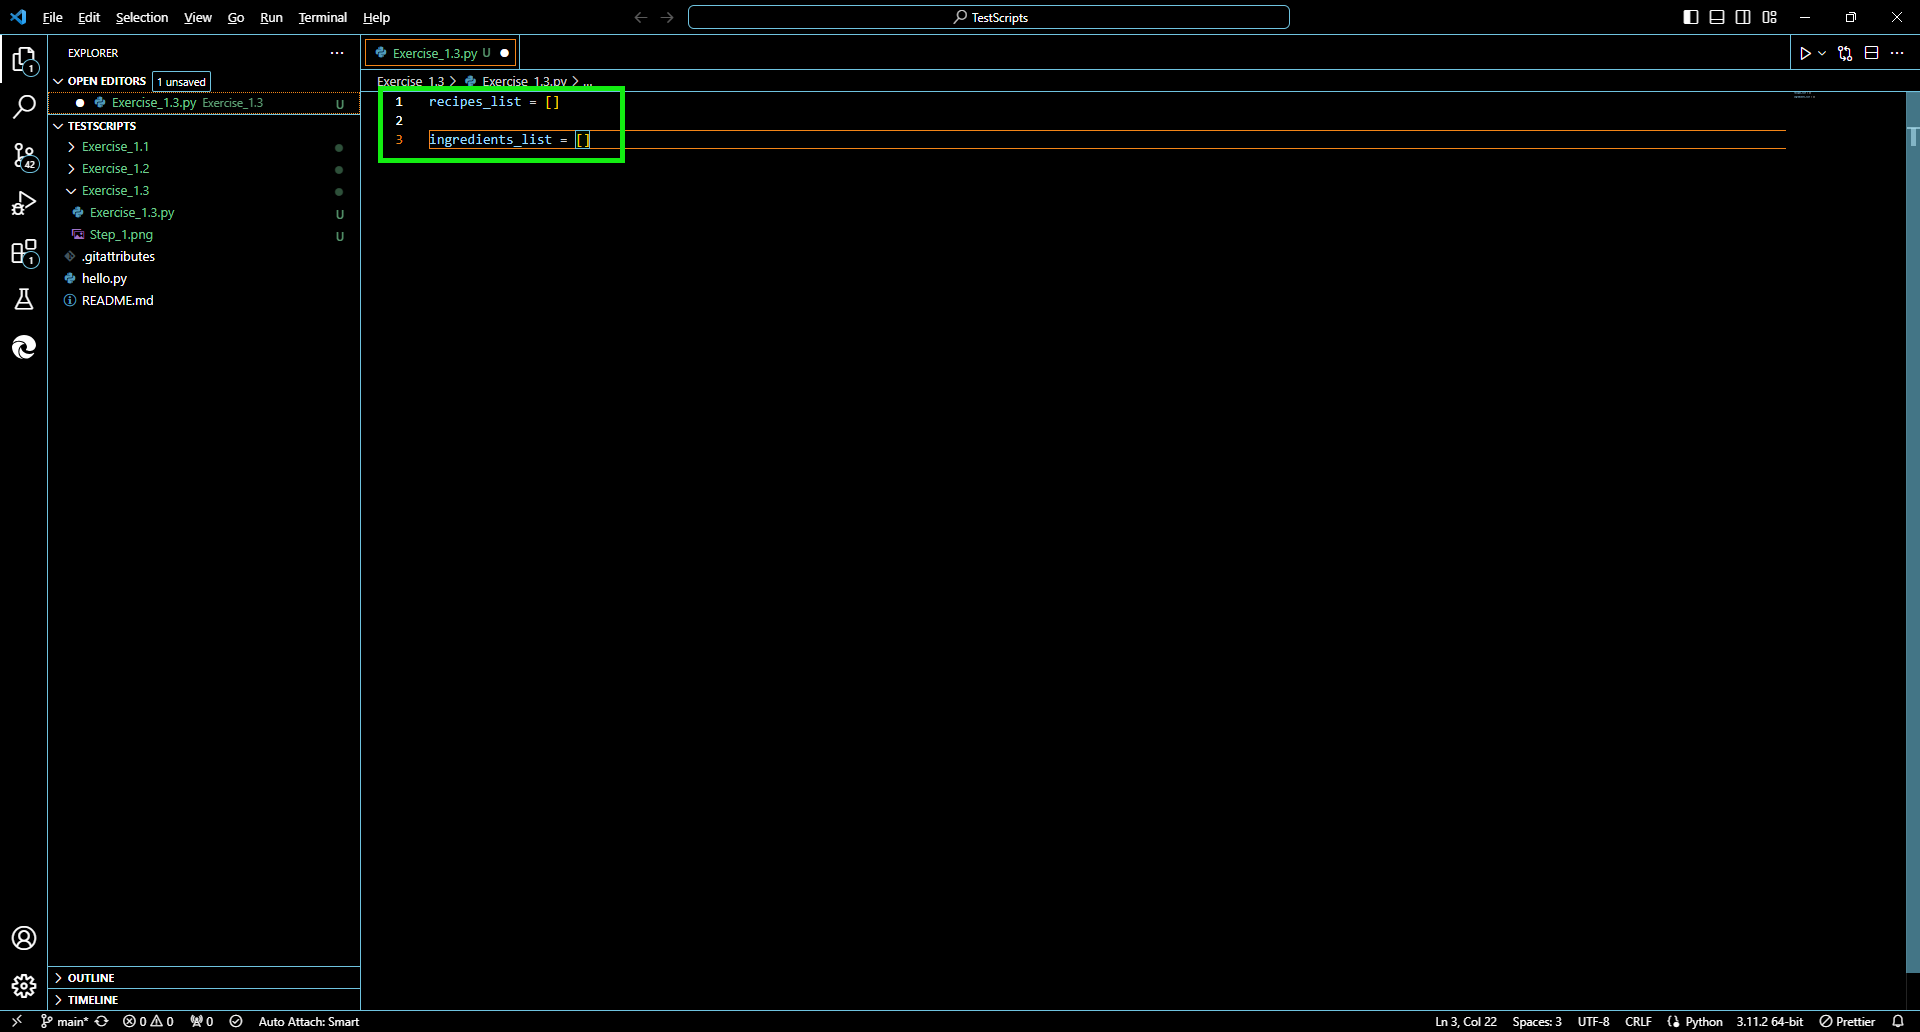 File Edit Selection View Go Run Terminal Help
TestScripts
EXPLORER
OPEN EDITORS 1 unsaved
Exercise_1.3.py Exercise_1.3 U
TESTSCRIPTS
Exercise_1.1
Exercise_1.2
Exercise_1.3
Exercise_1.3.py U
Step_1.png U
.gitattributes
hello.py
README.md
OUTLINE
TIMELINE
1
42
1
Exercise_1.3.py U
Exercise_1.3 > Exercise_1.3.py > ...
1 recipes_list = []
2
3 ingredients_list = []
main* 0 0 0 Auto Attach: Smart
Ln 3, Col 22 Spaces: 3 UTF-8 CRLF Python 3.11.2 64-bit Prettier